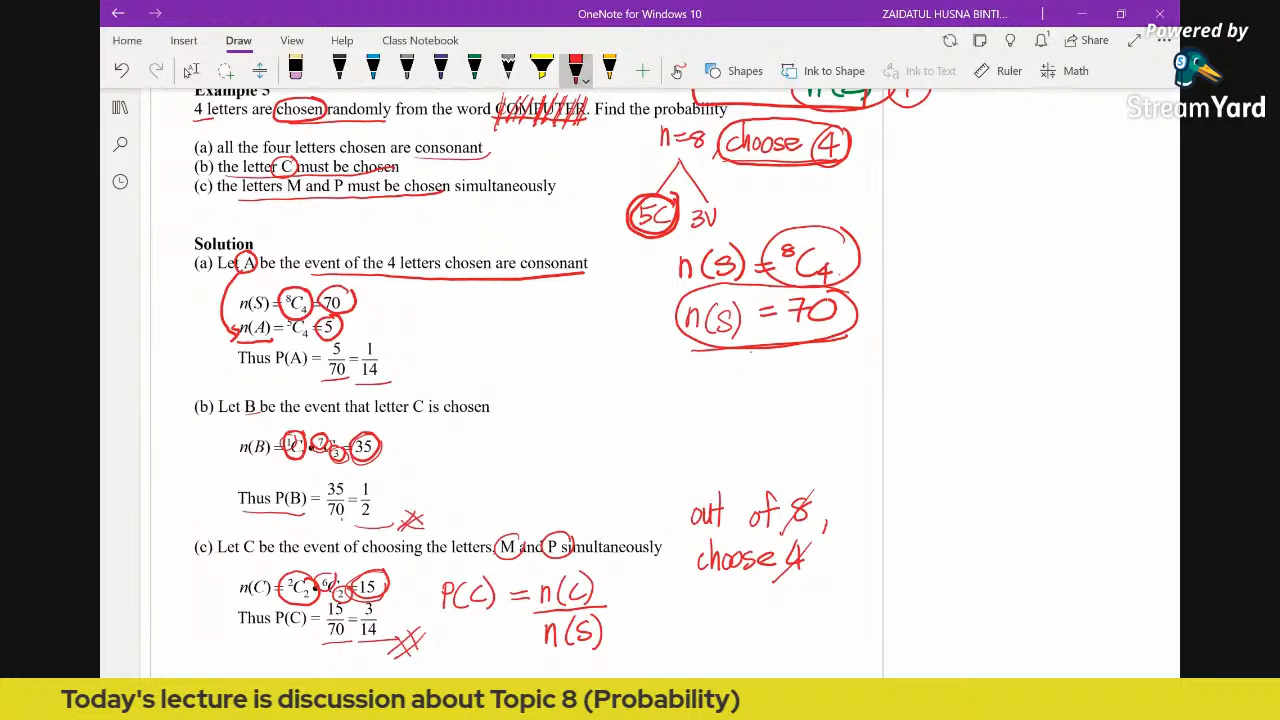 OneNote for Windows 10
ZAIDATUL HUSNA BINTI...
Powered by
StreamYard
Home Insert Draw View Help Class Notebook
Share
Shapes Ink to Shape Ink to Text Ruler Math
Example 5
4 letters are chosen randomly from the word COMPUTER. Find the probability
(a) all the four letters chosen are consonant
(b) the letter C must be chosen
(c) the letters M and P must be chosen simultaneously
n=8, choose 4
5C 3V
n(S) = ⁸C₄
n(S) = 70
Solution
(a) Let A be the event of the 4 letters chosen are consonant
n(S) = ⁸C₄ = 70
n(A) = ⁵C₄ = 5
Thus P(A) = 5/70 = 1/14
(b) Let B be the event that letter C is chosen
n(B) = ¹C • ⁷C₃ = 35
Thus P(B) = 35/70 = 1/2
out of 8,
choose 4
(c) Let C be the event of choosing the letters, M and P simultaneously
n(C) = ²C₂ • ⁶C₂ = 15
Thus P(C) = 15/70 = 3/14
P(C) = n(C)/n(S)
Today's lecture is discussion about Topic 8 (Probability)